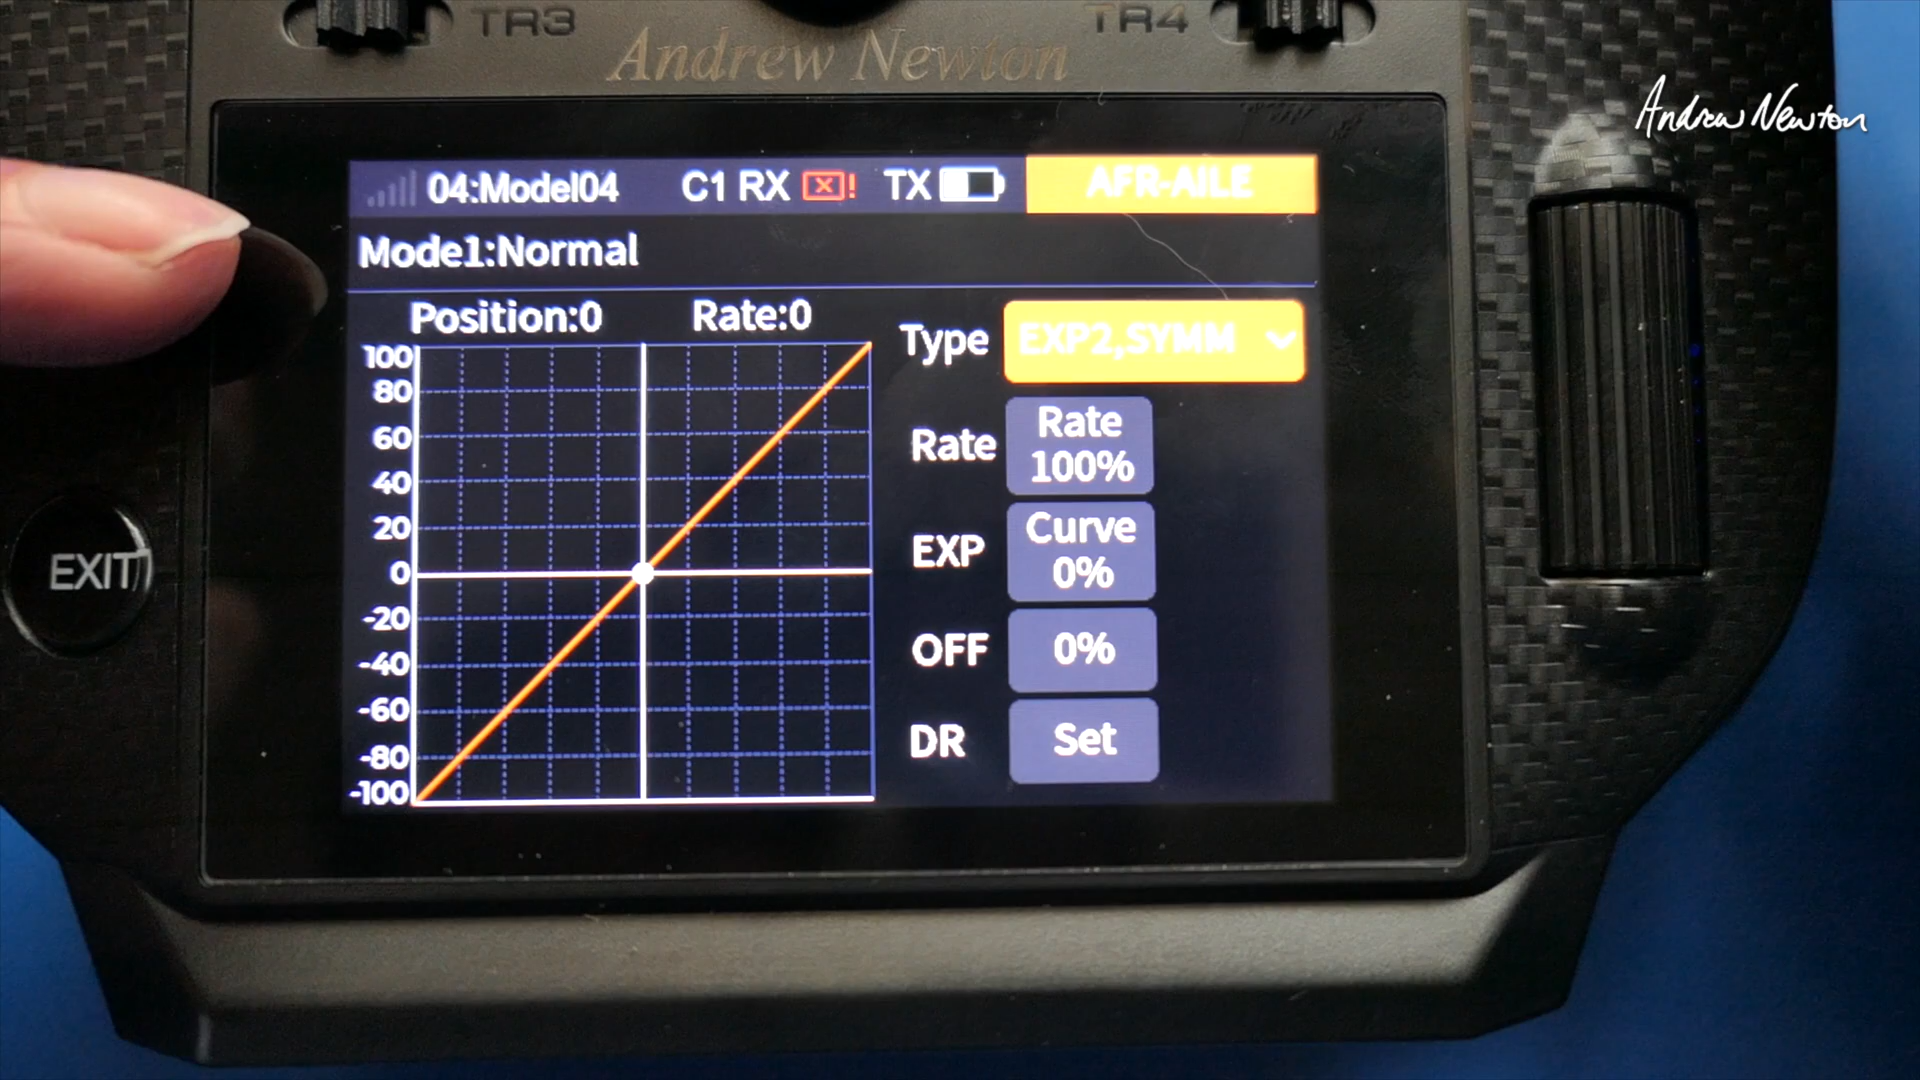 TR3
TR4
Andrew Newton
Andrew Newton
04:Model04 C1 RX ! TX AFR-AILE
Mode1:Normal
Position:0 Rate:0
100
80
60
40
20
0
-20
-40
-60
-80
-100
Type EXP2,SYMM
Rate Rate 100%
EXP Curve 0%
OFF 0%
DR Set
EXIT